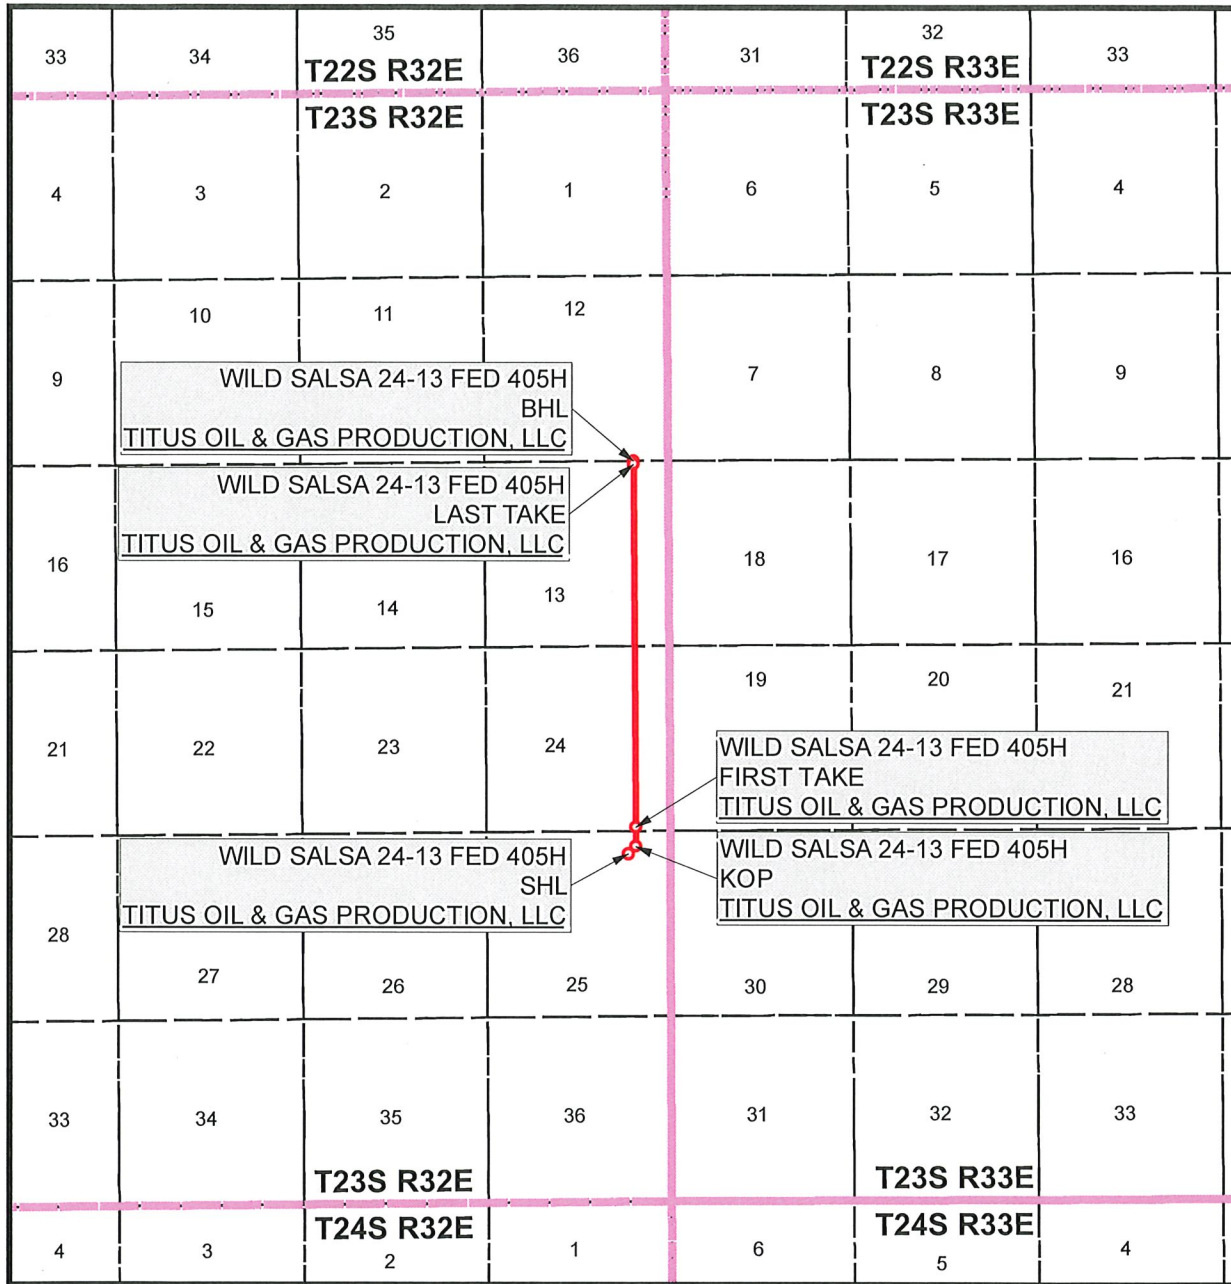 33 34 35 36 31 32 33
T22S R32E T22S R33E
T23S R32E T23S R33E
4 3 2 1 6 5 4
10 11 12
9 7 8 9
WILD SALSA 24-13 FED 405H
BHL
TITUS OIL & GAS PRODUCTION, LLC
WILD SALSA 24-13 FED 405H
LAST TAKE
TITUS OIL & GAS PRODUCTION, LLC
16 18 17 16
15 14 13
19 20 21
21 22 23 24
WILD SALSA 24-13 FED 405H
FIRST TAKE
TITUS OIL & GAS PRODUCTION, LLC
WILD SALSA 24-13 FED 405H
SHL
TITUS OIL & GAS PRODUCTION, LLC
WILD SALSA 24-13 FED 405H
KOP
TITUS OIL & GAS PRODUCTION, LLC
28
27 26 25 30 29 28
33 34 35 36 31 32 33
T23S R32E T23S R33E
T24S R32E T24S R33E
4 3 2 1 6 5 4